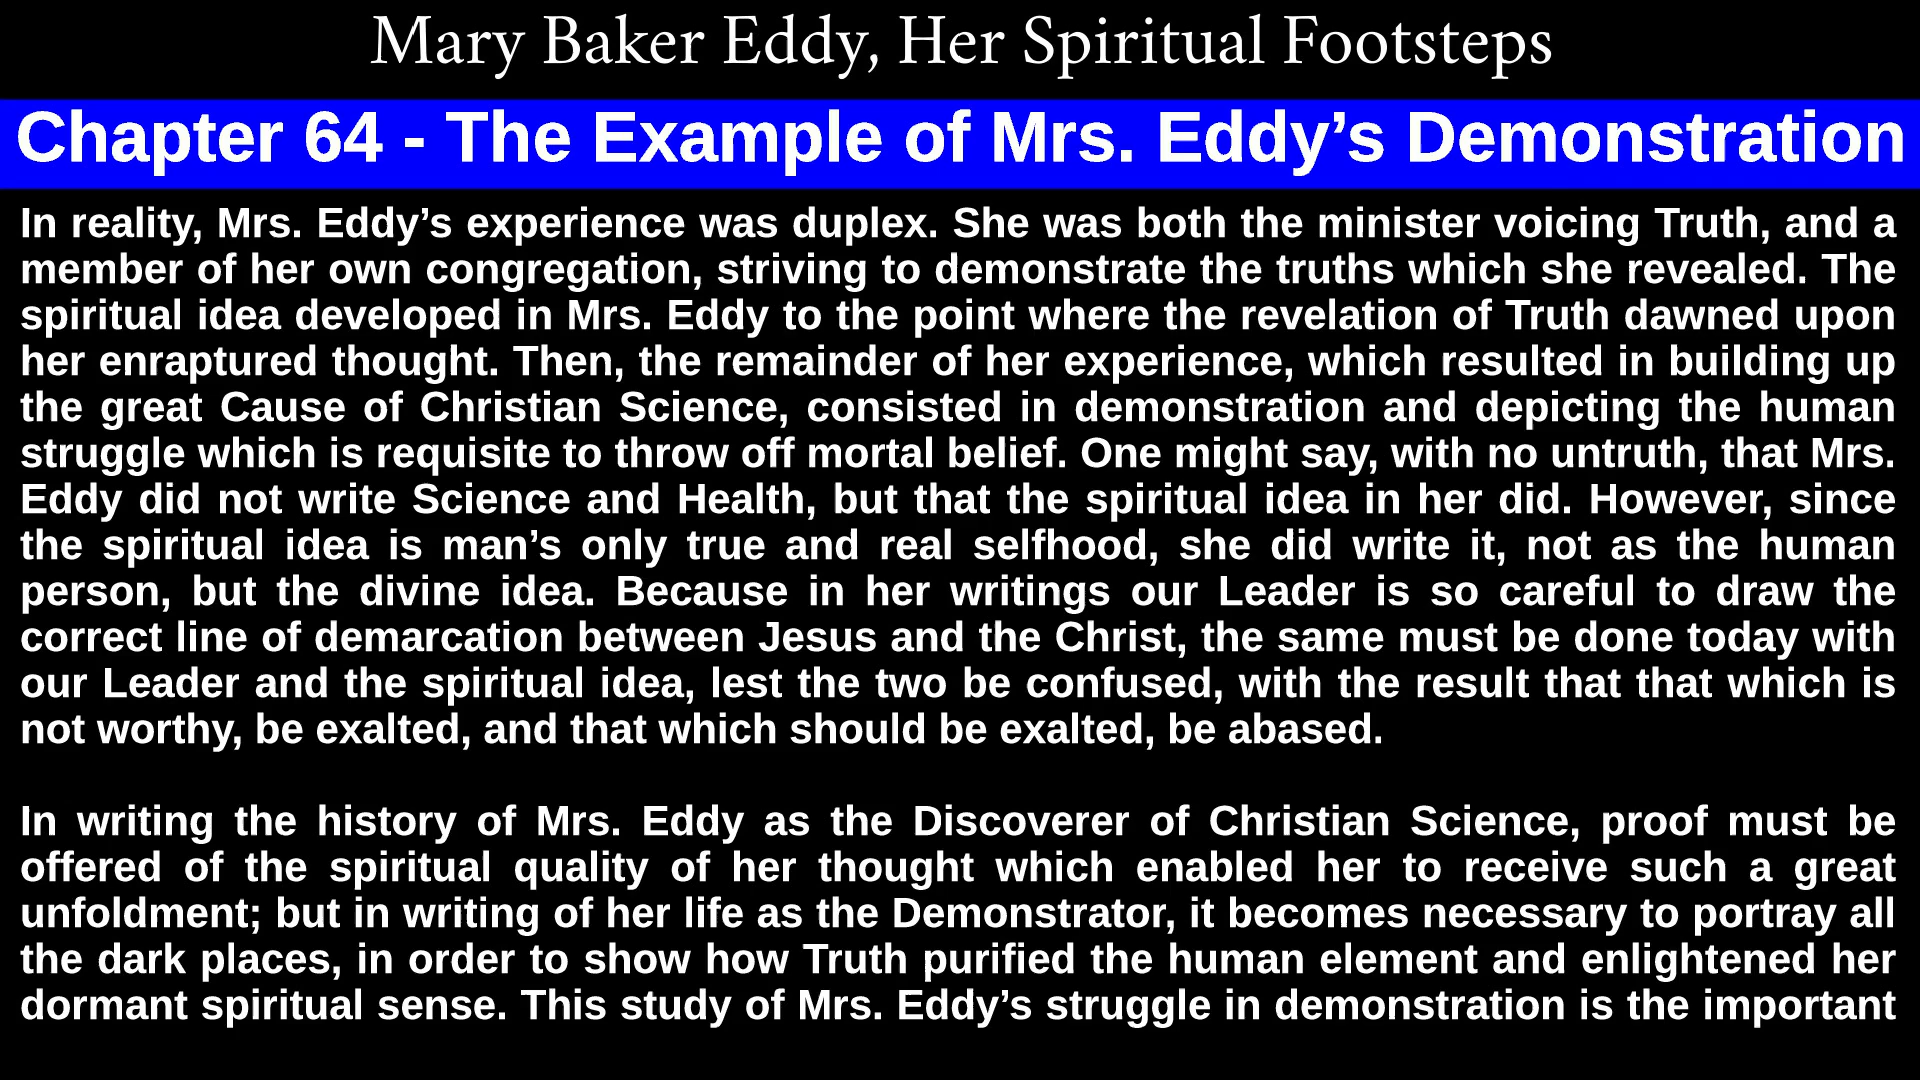 Mary Baker Eddy, Her Spiritual Footsteps
Chapter 64 - The Example of Mrs. Eddy’s Demonstration
In reality, Mrs. Eddy’s experience was duplex. She was both the minister voicing Truth, and a
member of her own congregation, striving to demonstrate the truths which she revealed. The
spiritual idea developed in Mrs. Eddy to the point where the revelation of Truth dawned upon
her enraptured thought. Then, the remainder of her experience, which resulted in building up
the great Cause of Christian Science, consisted in demonstration and depicting the human
struggle which is requisite to throw off mortal belief. One might say, with no untruth, that Mrs.
Eddy did not write Science and Health, but that the spiritual idea in her did. However, since
the spiritual idea is man’s only true and real selfhood, she did write it, not as the human
person, but the divine idea. Because in her writings our Leader is so careful to draw the
correct line of demarcation between Jesus and the Christ, the same must be done today with
our Leader and the spiritual idea, lest the two be confused, with the result that that which is
not worthy, be exalted, and that which should be exalted, be abased.
In writing the history of Mrs. Eddy as the Discoverer of Christian Science, proof must be
offered of the spiritual quality of her thought which enabled her to receive such a great
unfoldment; but in writing of her life as the Demonstrator, it becomes necessary to portray all
the dark places, in order to show how Truth purified the human element and enlightened her
dormant spiritual sense. This study of Mrs. Eddy’s struggle in demonstration is the important